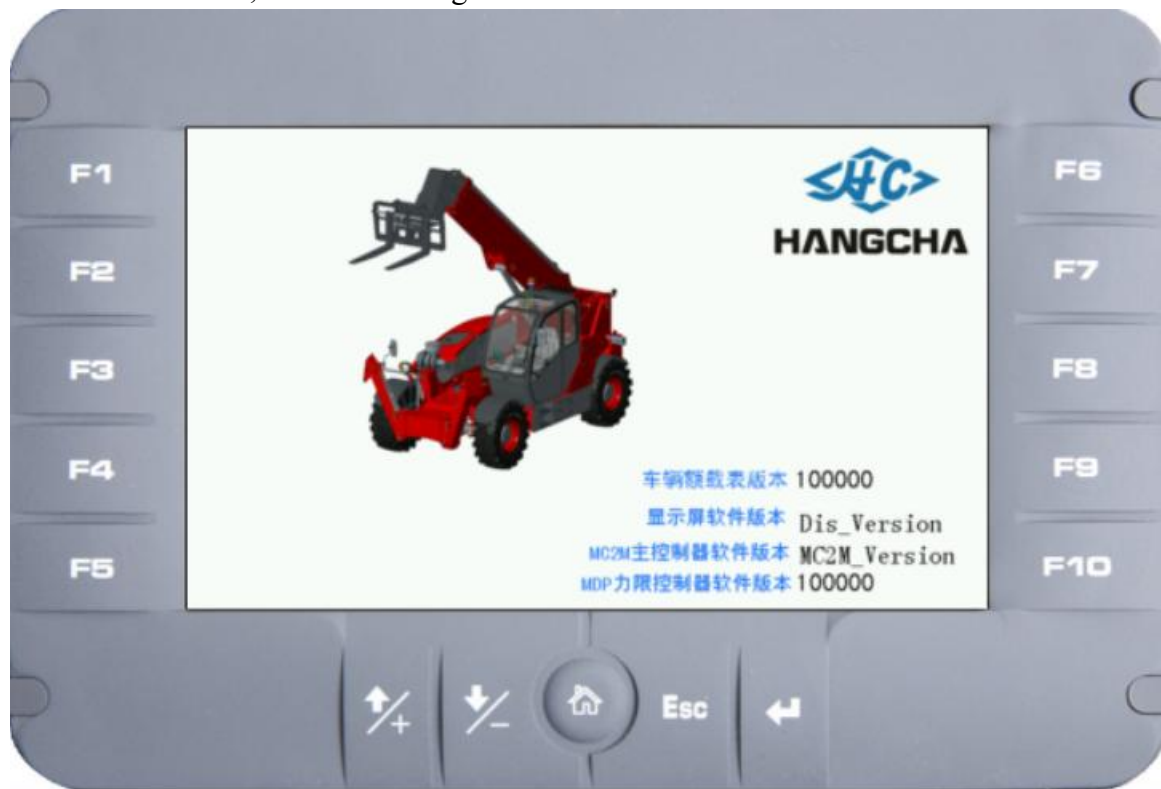 F1
F2
F3
F4
F5
HC
HANGCHA
车辆额载表版本 100000
显示屏软件版本 Dis_Version
MC2M主控制器软件版本 MC2M_Version
MDP力限控制器软件版本 100000
F6
F7
F8
F9
F10
+
-
Esc